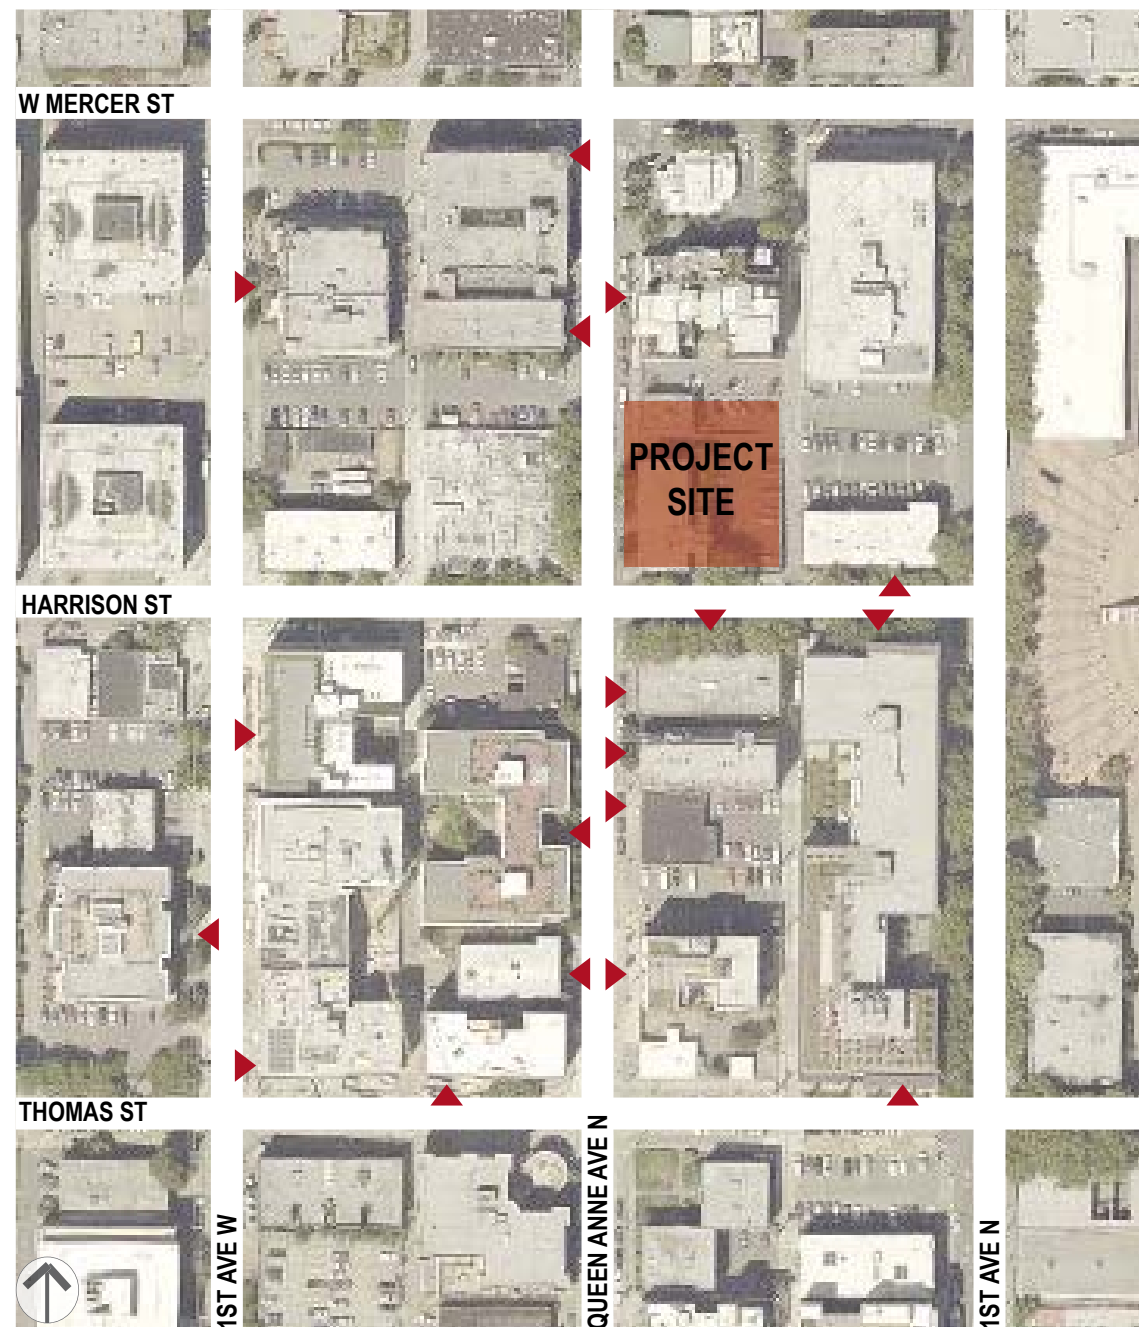 W MERCER ST
PROJECT
SITE
HARRISON ST
THOMAS ST
1ST AVE W
QUEEN ANNE AVE N
1ST AVE N